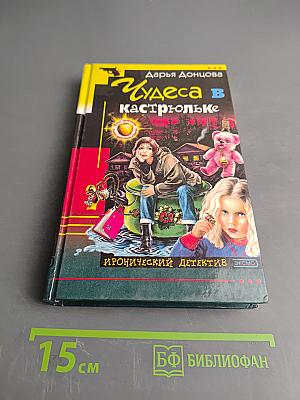 Дарья Донцова
Чудеса в
кастрюльке
ИРОНИЧЕСКИЙ ДЕТЕКТИВ
ЭКСМО
15 см
БФ БИБЛИОФАН